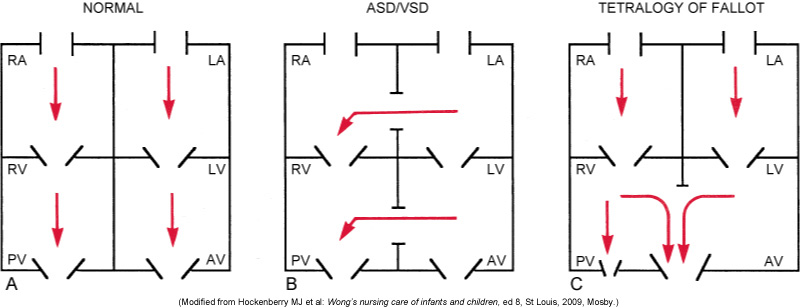 NORMAL
ASD/VSD
TETRALOGY OF FALLOT
RA LA RA LA RA LA
RV LV RV LV RV LV
PV AV PV AV PV AV
A B C
(Modified from Hockenberry MJ et al: Wong's nursing care of infants and children, ed 8, St Louis, 2009, Mosby.)